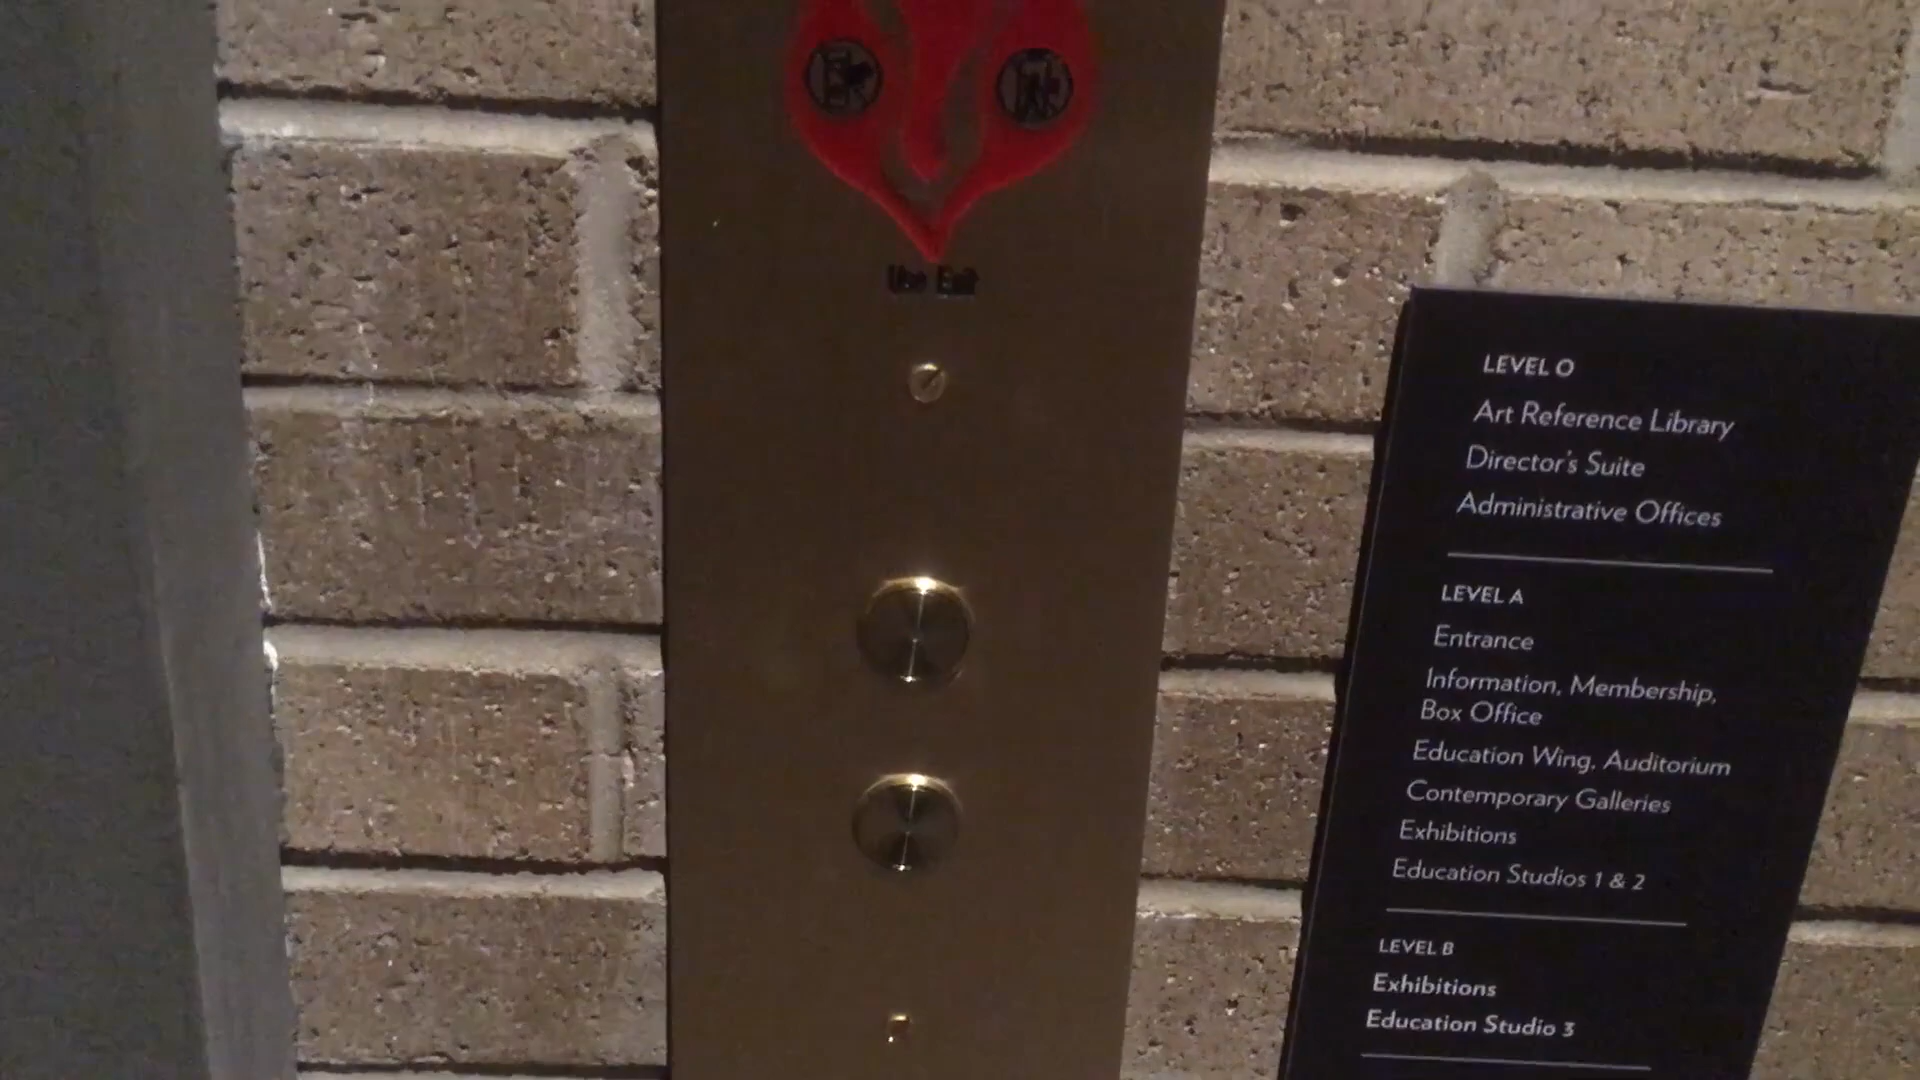 Use Exit
LEVEL O
Art Reference Library
Director's Suite
Administrative Offices
LEVEL A
Entrance
Information, Membership,
Box Office
Education Wing, Auditorium
Contemporary Galleries
Exhibitions
Education Studios 1 & 2
LEVEL B
Exhibitions
Education Studio 3